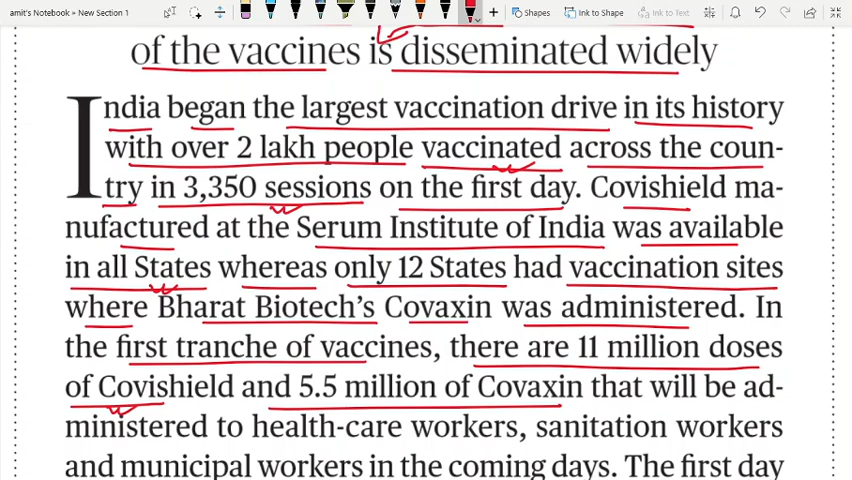 amit's Notebook » New Section 1
Shapes Ink to Shape Ink to Text
of the vaccines is disseminated widely
India began the largest vaccination drive in its history
with over 2 lakh people vaccinated across the coun-
try in 3,350 sessions on the first day. Covishield ma-
nufactured at the Serum Institute of India was available
in all States whereas only 12 States had vaccination sites
where Bharat Biotech's Covaxin was administered. In
the first tranche of vaccines, there are 11 million doses
of Covishield and 5.5 million of Covaxin that will be ad-
ministered to health-care workers, sanitation workers
and municipal workers in the coming days. The first day